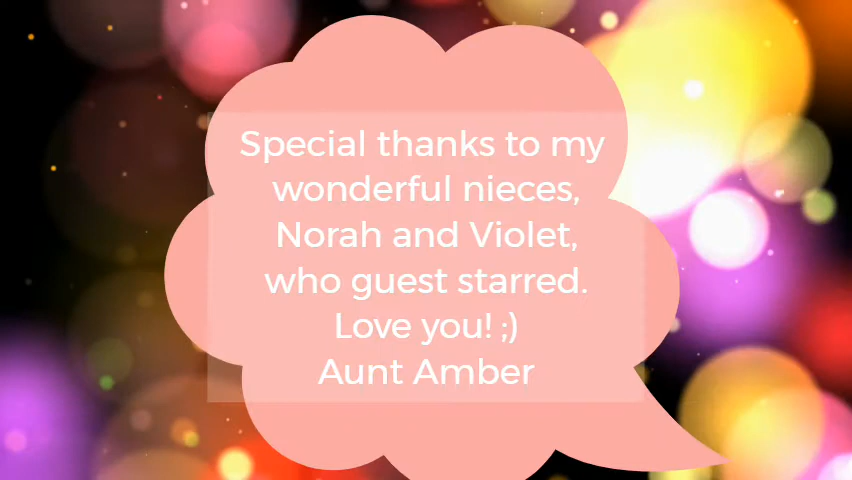 Special thanks to my
wonderful nieces,
Norah and Violet,
who guest starred.
Love you! ;)
Aunt Amber